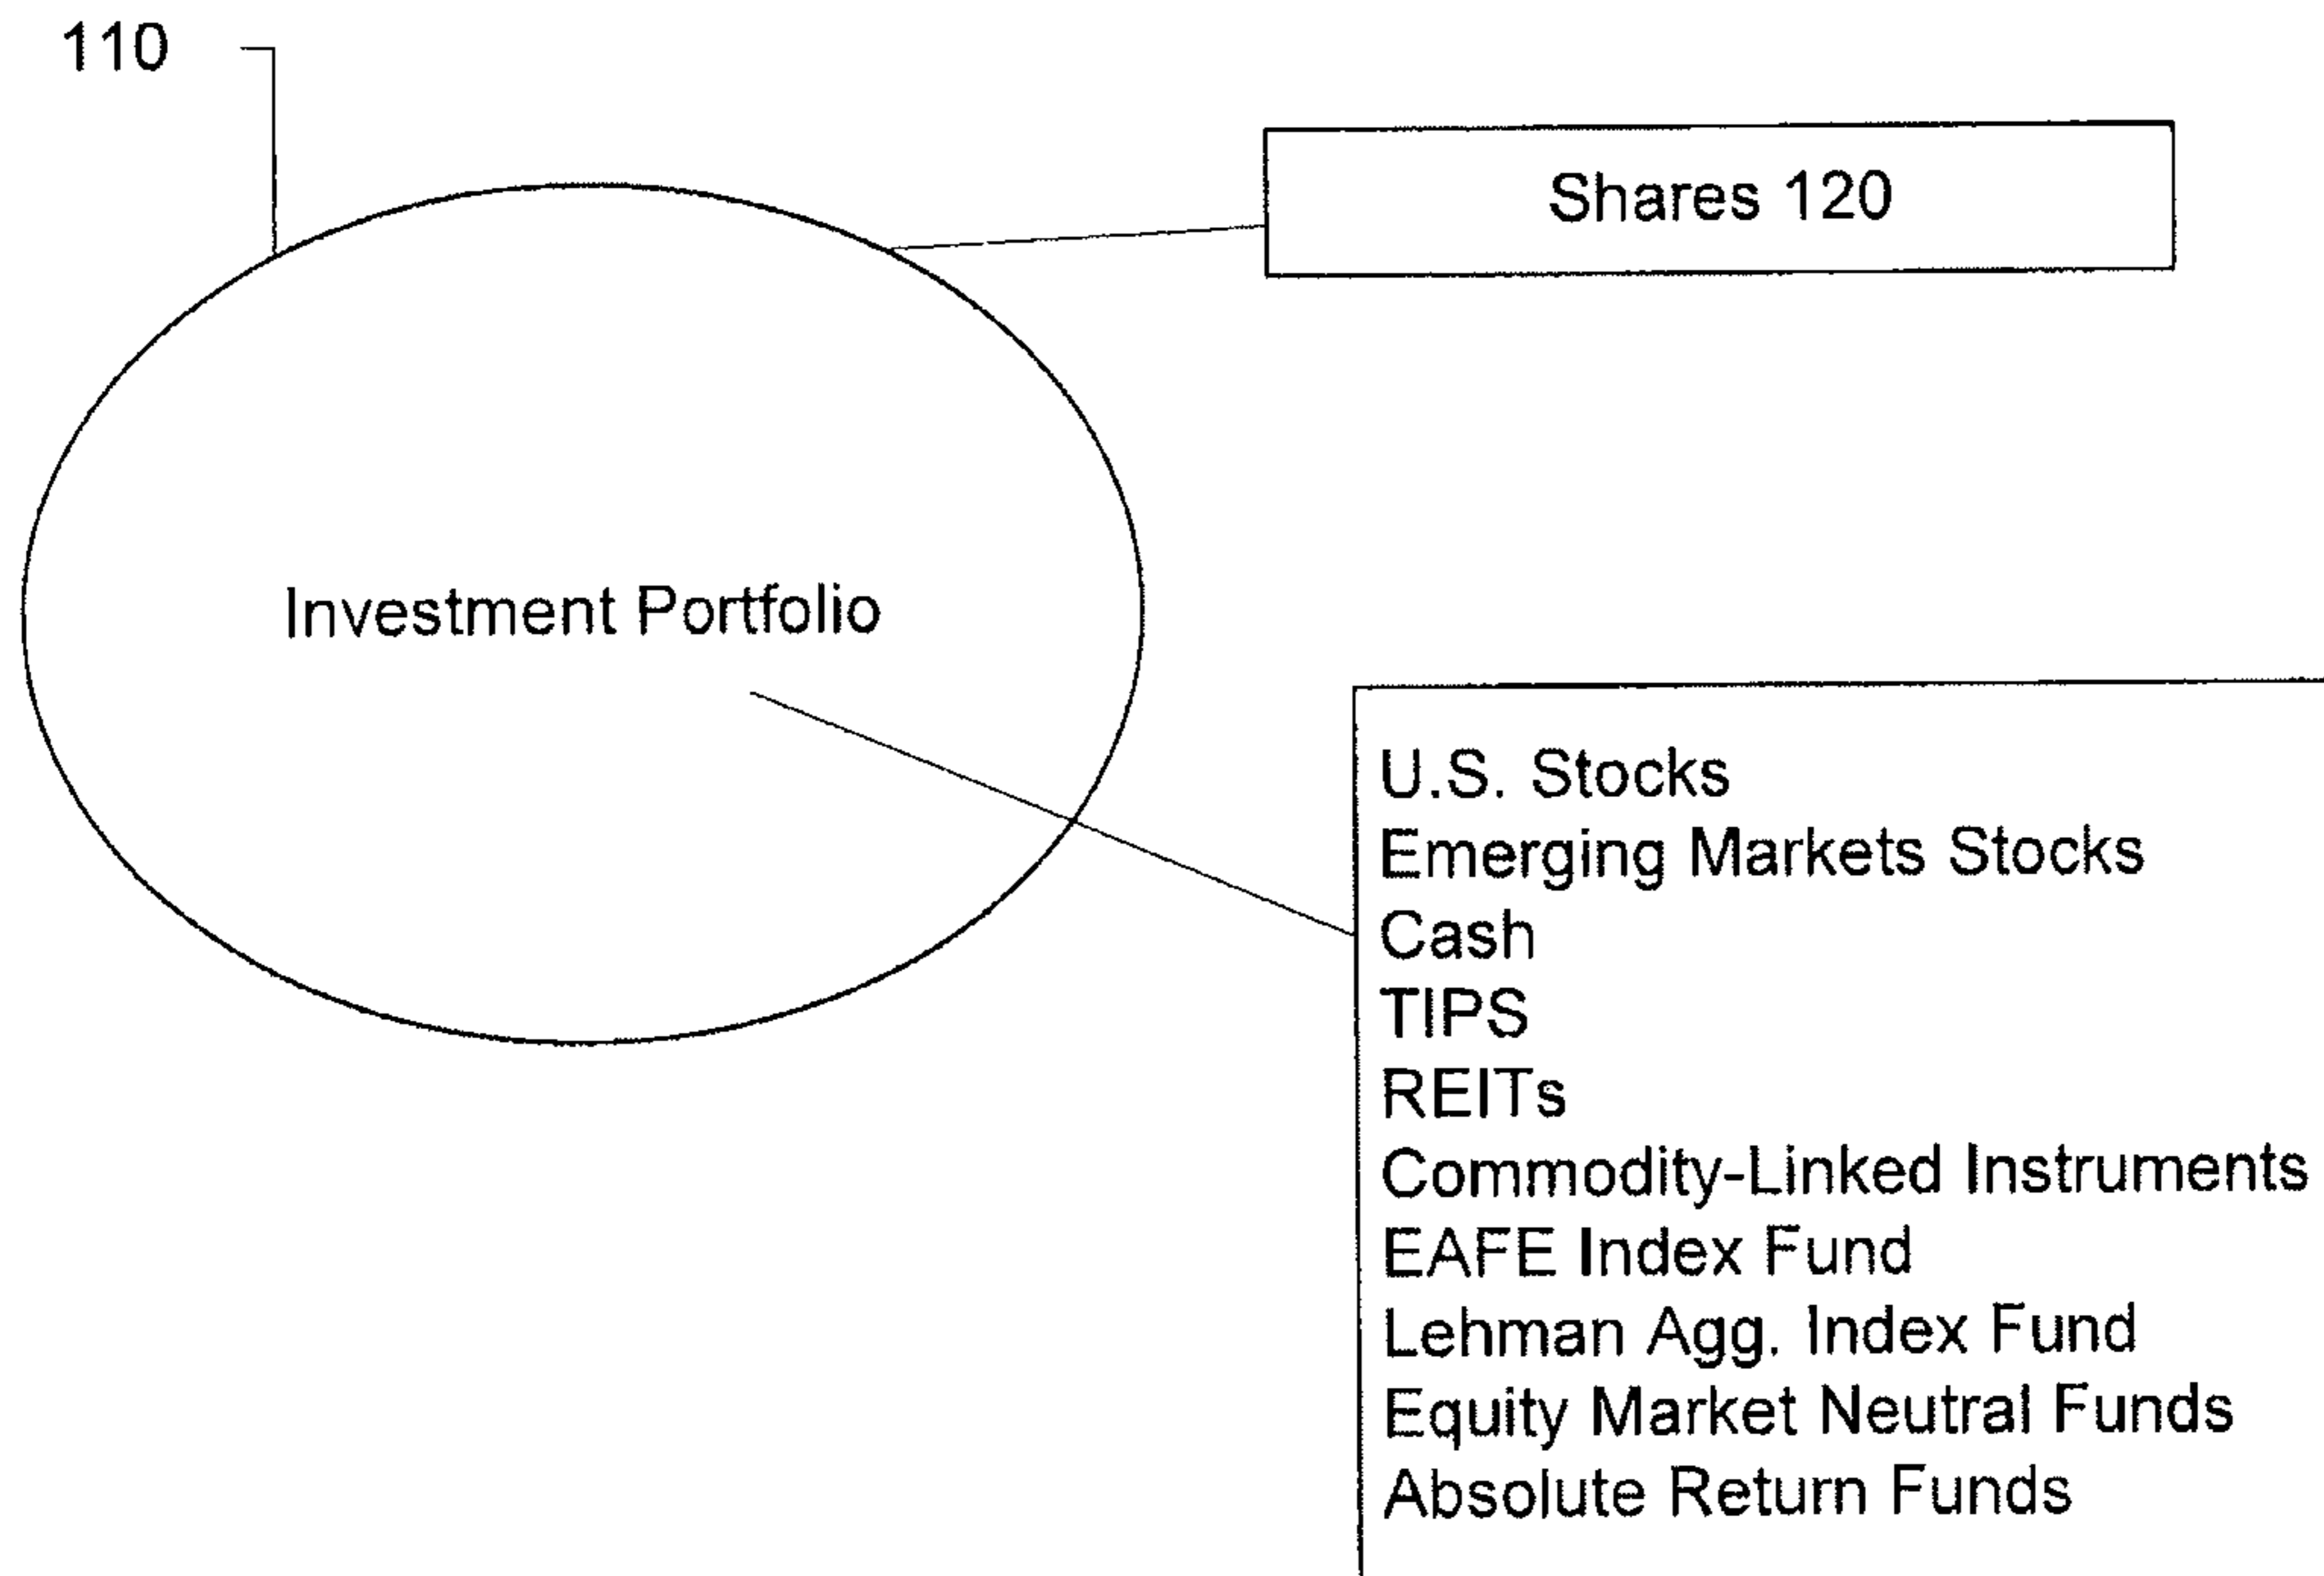 110
Shares 120
Investment Portfolio
U.S. Stocks
Emerging Markets Stocks
Cash
TIPS
REITs
Commodity-Linked Instruments
EAFE Index Fund
Lehman Agg. Index Fund
Equity Market Neutral Funds
Absolute Return Funds